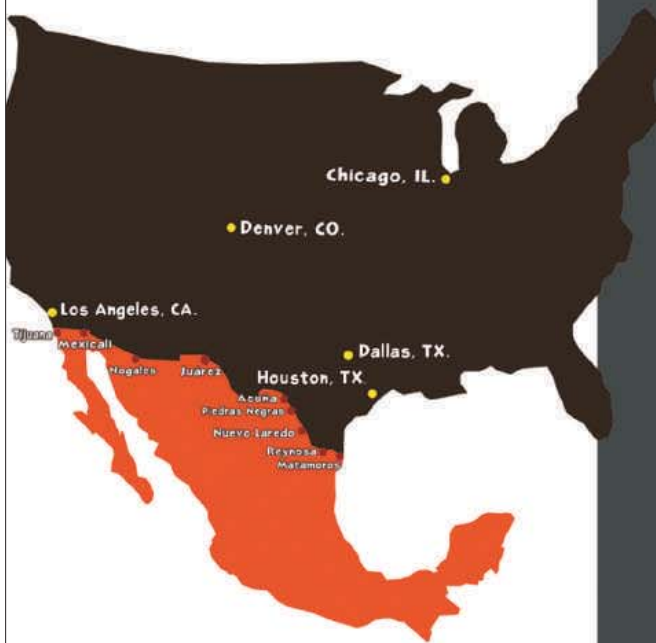 Chicago, IL.
Denver, CO.
Los Angeles, CA.
Tijuana
Mexicali
Dallas, TX.
Nogales
Juarez
Houston, TX.
Acuna
Piedras Negras
Nuevo Laredo
Reynosa
Matamoros